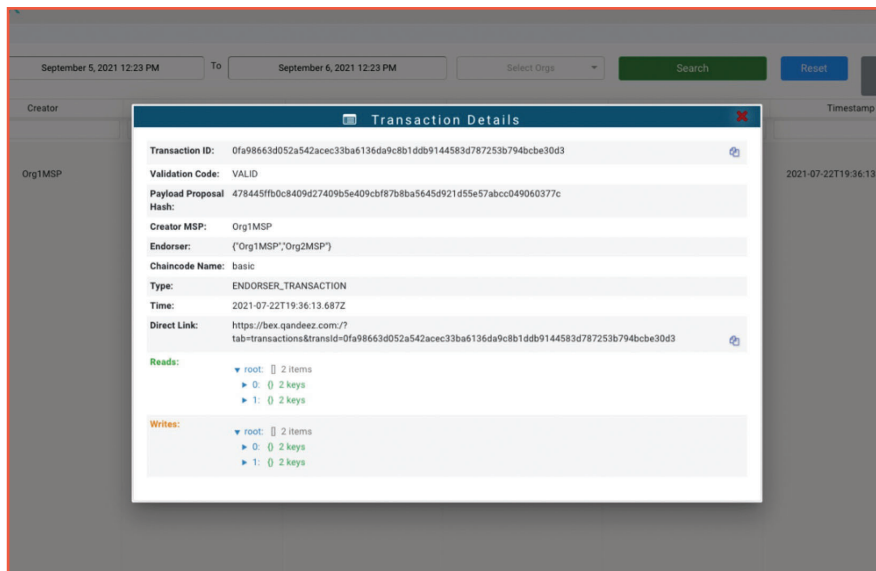 September 5, 2021 12:23 PM To September 6, 2021 12:23 PM Select Orgs Search Reset
Creator Timestamp
Transaction Details
Transaction ID: 0fa98663d052a542acec33ba6136da9c8b1ddb9144583d787253b794bcbe30d3
Org1MSP 2021-07-22T19:36:13
Validation Code: VALID
Payload Proposal 478445ffb0c8409d27409b5e409cbf87b8ba5645d921d55e57abcc049060377c
Hash:
Creator MSP: Org1MSP
Endorser: {"Org1MSP","Org2MSP"}
Chaincode Name: basic
Type: ENDORSER_TRANSACTION
Time: 2021-07-22T19:36:13.687Z
Direct Link: https://bex.qandeez.com:/?
tab=transactions&transId=0fa98663d052a542acec33ba6136da9c8b1ddb9144583d787253b794bcbe30d3
Reads:
▼ root: [] 2 items
► 0: {} 2 keys
► 1: {} 2 keys
Writes:
▼ root: [] 2 items
► 0: {} 2 keys
► 1: {} 2 keys